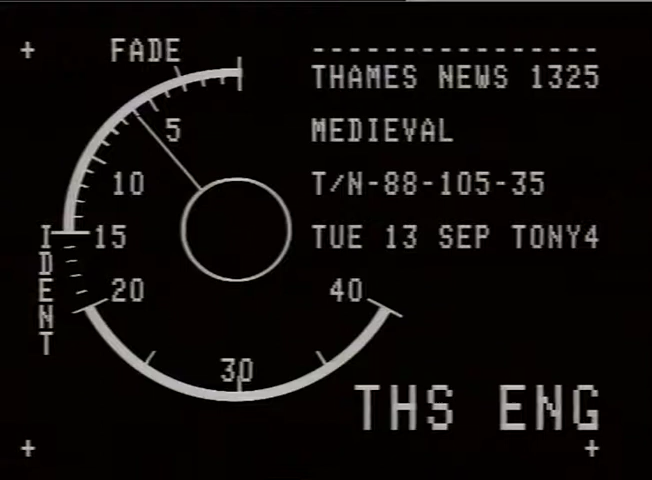 FADE
----------------
THAMES NEWS 1325
MEDIEVAL
T/N-88-105-35
TUE 13 SEP TONY4
5
10
15
20
30
40
IDENT
THS ENG